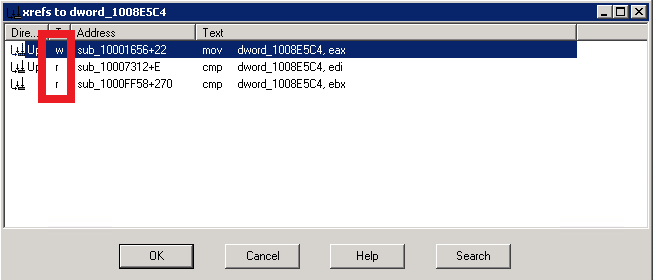 xrefs to dword_1008E5C4
Dire... T Address Text
Up w sub_10001656+22 mov dword_1008E5C4, eax
Up r sub_10007312+E cmp dword_1008E5C4, edi
r sub_1000FF58+270 cmp dword_1008E5C4, ebx
OK Cancel Help Search